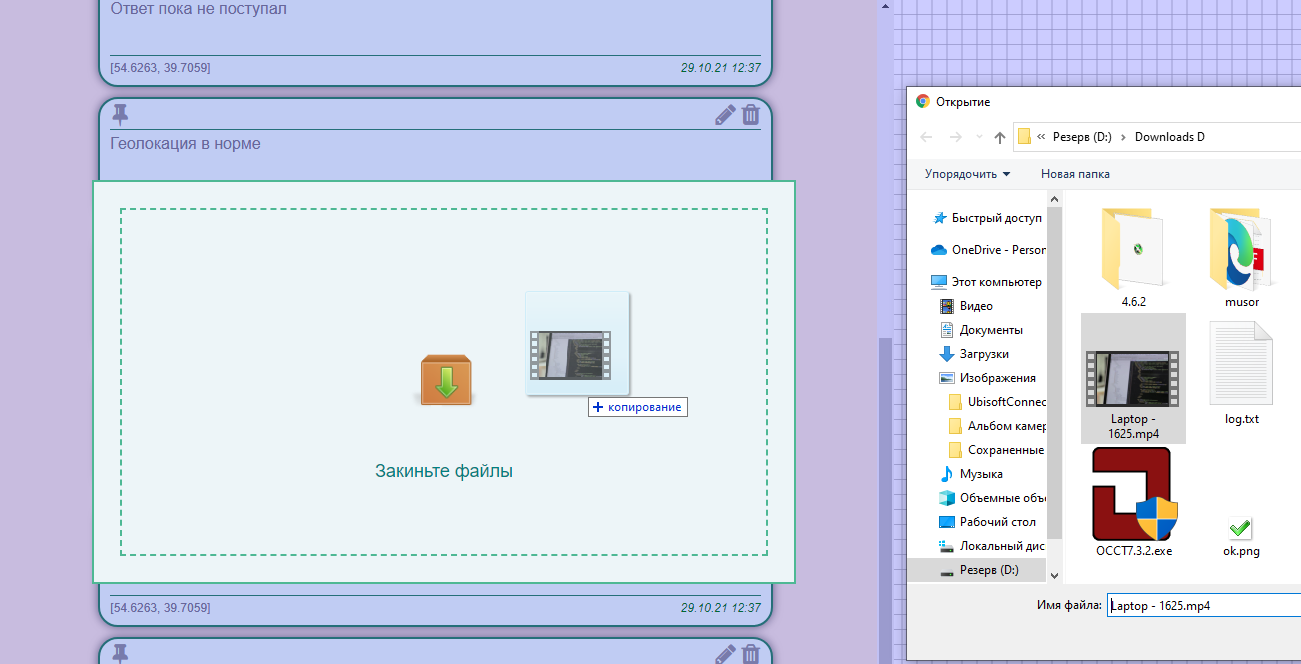 Ответ пока не поступал
[54.6263, 39.7059]
29.10.21 12:37
Геолокация в норме
копирование
Закиньте файлы
[54.6263, 39.7059]
29.10.21 12:37
Открытие
« Резерв (D:) › Downloads D
Упорядочить
Новая папка
Быстрый доступ
OneDrive - Person
Этот компьютер
Видео
Документы
Загрузки
Изображения
UbisoftConnec
Альбом камер
Сохраненные
Музыка
Объемные объ
Рабочий стол
Локальный дис
Резерв (D:)
4.6.2
musor
Laptop -
1625.mp4
log.txt
OCCT7.3.2.exe
ok.png
Имя файла:
Laptop - 1625.mp4